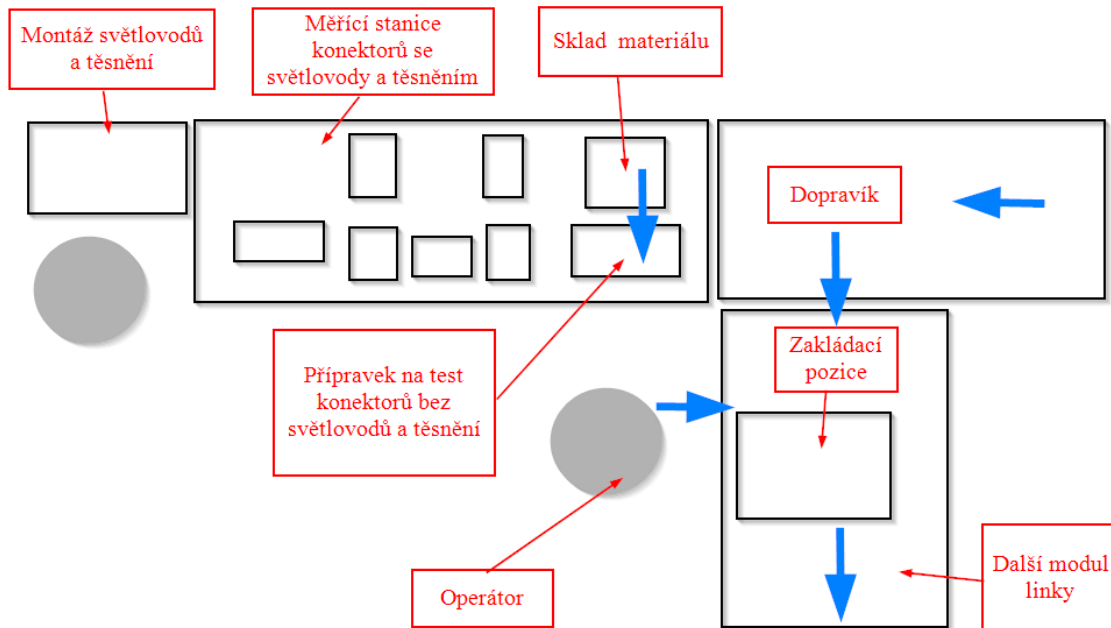 Montáž světlovodů
a těsnění
Měřící stanice
konektorů se
světlovody a těsněním
Sklad materiálu
Dopravík
Zakládací
pozice
Přípravek na test
konektorů bez
světlovodů a těsnění
Operátor
Další modul
linky